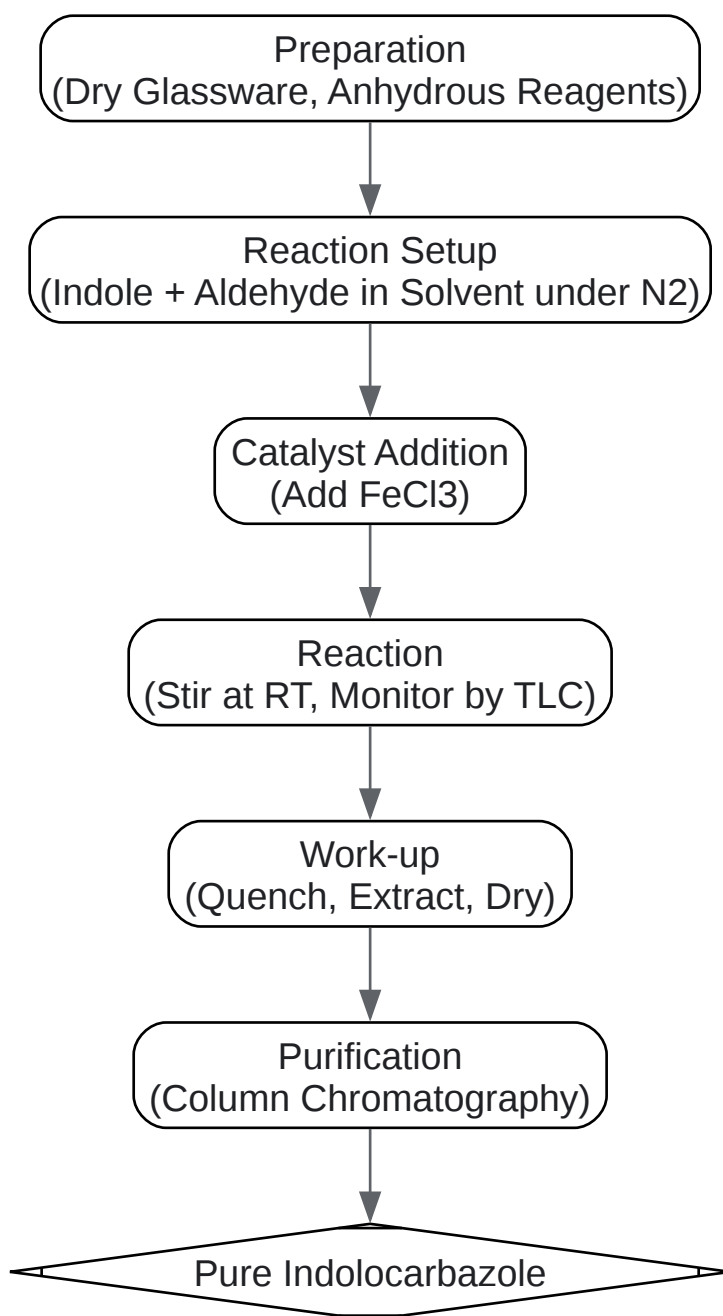 Preparation
(Dry Glassware, Anhydrous Reagents)
Reaction Setup
(Indole + Aldehyde in Solvent under N2)
Catalyst Addition
(Add FeCl3)
Reaction
(Stir at RT, Monitor by TLC)
Work-up
(Quench, Extract, Dry)
Purification
(Column Chromatography)
Pure Indolocarbazole